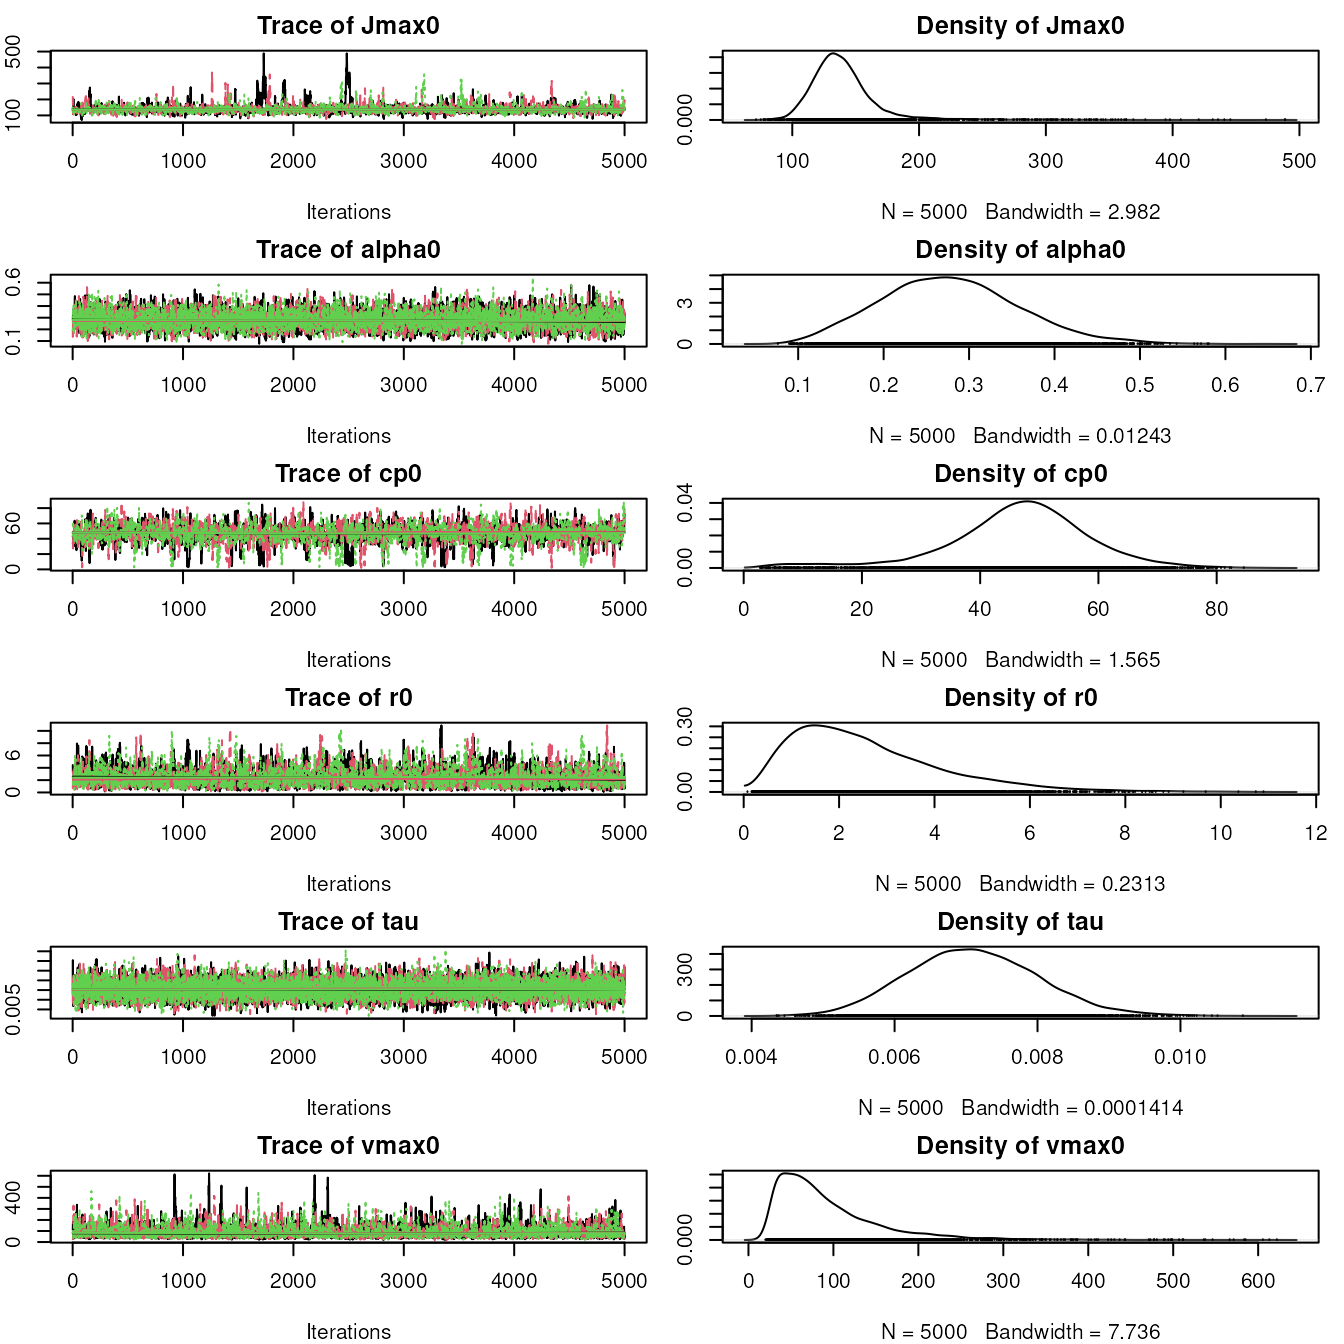 Trace of Jmax0
500
100
0 1000 2000 3000 4000 5000
Iterations
Density of Jmax0
0.000
100 200 300 400 500
N = 5000 Bandwidth = 2.982
Trace of alpha0
0.6
0.1
0 1000 2000 3000 4000 5000
Iterations
Density of alpha0
3
0
0.1 0.2 0.3 0.4 0.5 0.6 0.7
N = 5000 Bandwidth = 0.01243
Trace of cp0
60
0
0 1000 2000 3000 4000 5000
Iterations
Density of cp0
0.04
0.00
0 20 40 60 80
N = 5000 Bandwidth = 1.565
Trace of r0
6
0
0 1000 2000 3000 4000 5000
Iterations
Density of r0
0.30
0.00
0 2 4 6 8 10 12
N = 5000 Bandwidth = 0.2313
Trace of tau
0.005
0 1000 2000 3000 4000 5000
Iterations
Density of tau
300
0
0.004 0.006 0.008 0.010
N = 5000 Bandwidth = 0.0001414
Trace of vmax0
400
0
0 1000 2000 3000 4000 5000
Iterations
Density of vmax0
0.000
0 100 200 300 400 500 600
N = 5000 Bandwidth = 7.736